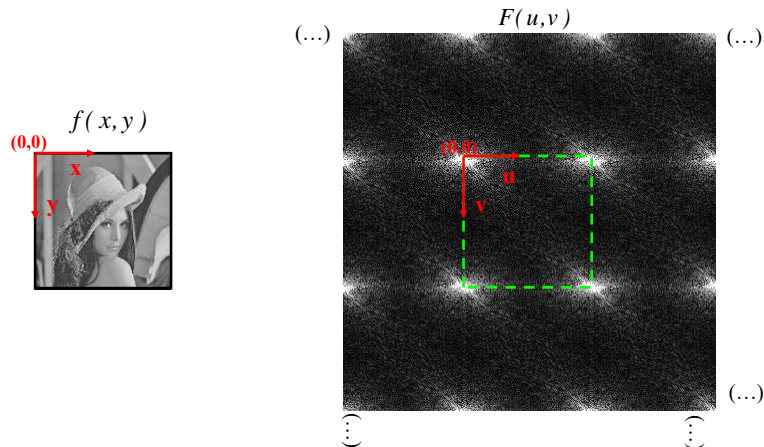 F(u,v)
(...) (...)
f(x,y)
(0,0)
x
y
(0,0)
u
v
(...)
(...) (...)